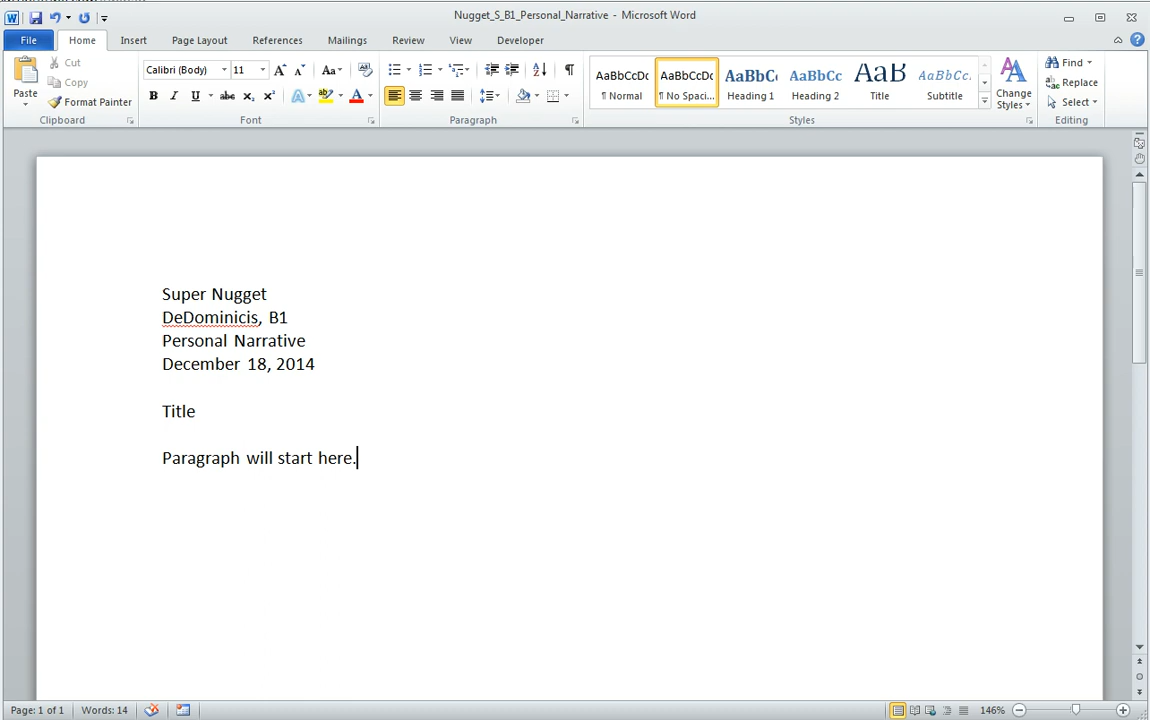 Nugget_S_B1_Personal_Narrative - Microsoft Word
File Home Insert Page Layout References Mailings Review View Developer
Paste
Cut
Copy
Format Painter
Clipboard
Calibri (Body) 11
Font
Paragraph
AaBbCcDc AaBbCcDc AaBbC AaBbCc AaB AaBbCc.
¶ Normal ¶ No Spaci... Heading 1 Heading 2 Title Subtitle
Change
Styles
Styles
Find
Replace
Select
Editing
Super Nugget
DeDominicis, B1
Personal Narrative
December 18, 2014
Title
Paragraph will start here.
Page: 1 of 1 Words: 14 146%